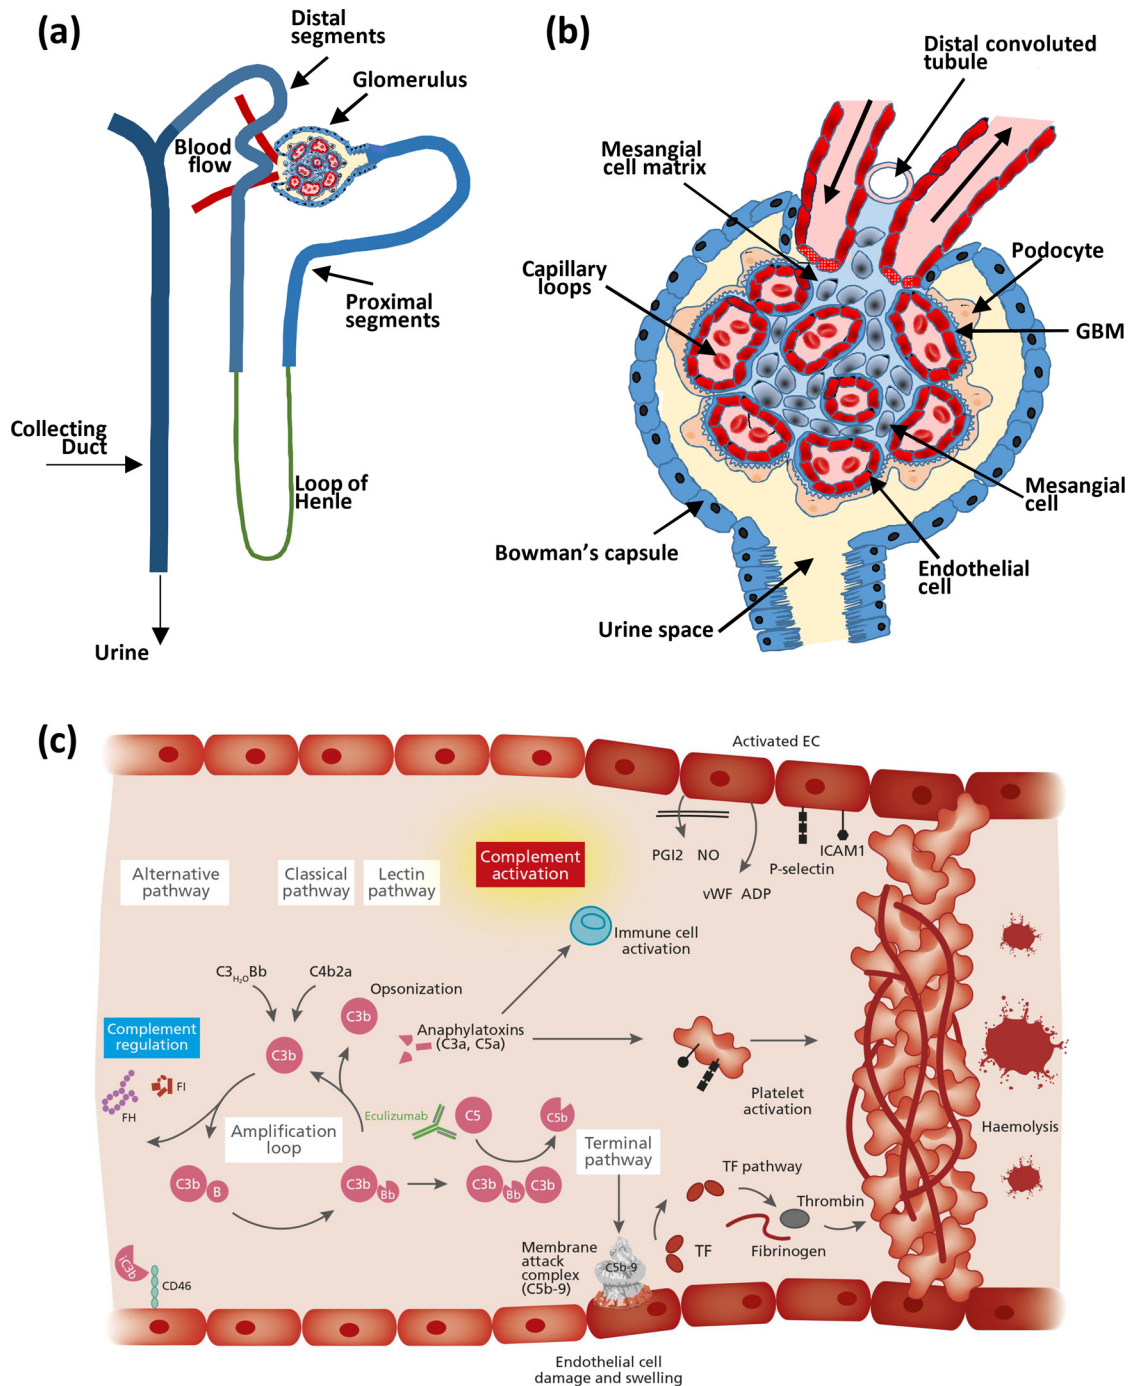 (a)
Distal
segments
Glomerulus
Blood
flow
Proximal
segments
Collecting
Duct
Loop of
Henle
Urine
(b)
Distal convoluted
tubule
Mesangial
cell matrix
Capillary
loops
Podocyte
GBM
Mesangial
cell
Bowman's capsule
Endothelial
cell
Urine space
(c)
Activated EC
PGI2 NO
vWF ADP
P-selectin
ICAM1
Alternative
pathway
Classical
pathway
Lectin
pathway
Complement
activation
Immune cell
activation
C3H₂OBb
C4b2a
Opsonization
C3b
Anaphylatoxins
(C3a, C5a)
Complement
regulation
C3b
FH
FI
Platelet
activation
Haemolysis
Amplification
loop
Eculizumab
C5
C5b
Terminal
pathway
C3b
B
C3b
Bb
C3b
Bb
C3b
TF pathway
Thrombin
Fibrinogen
TF
Membrane
attack
complex
(C5b-9)
C5b-9
iC3b
CD46
Endothelial cell
damage and swelling